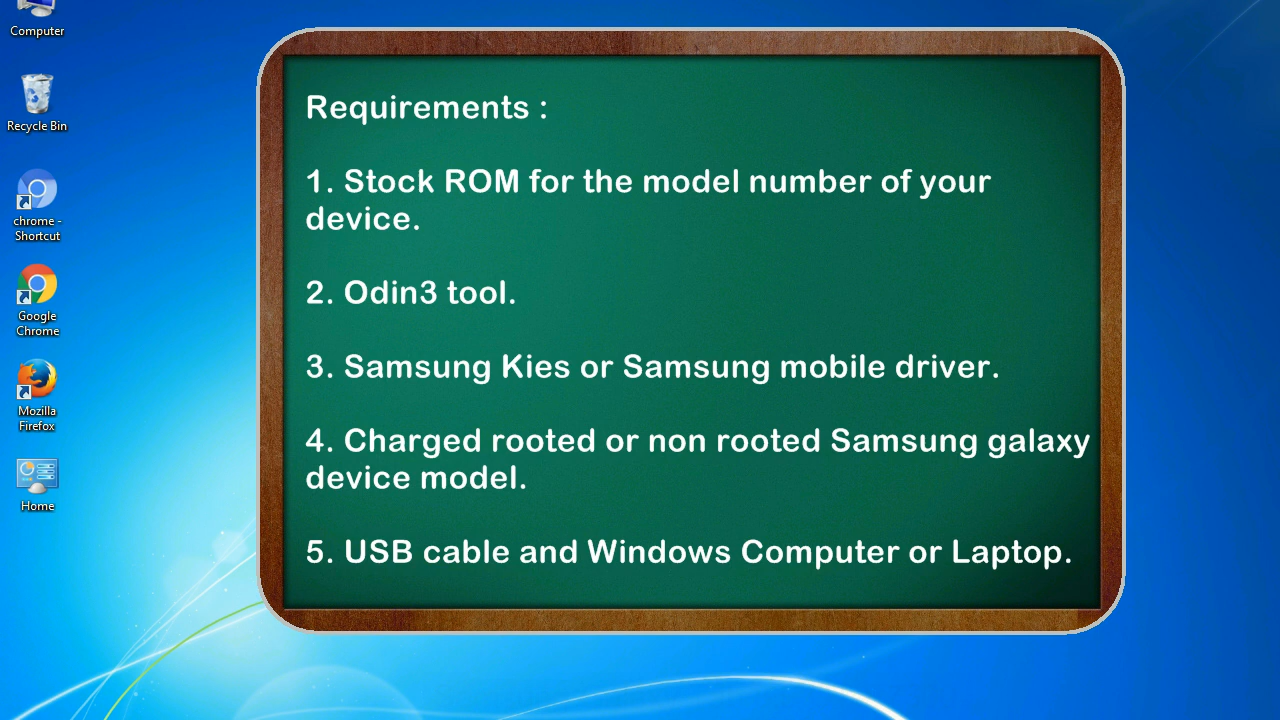 Computer
Recycle Bin
chrome -
Shortcut
Google
Chrome
Mozilla
Firefox
Home
Requirements :
1. Stock ROM for the model number of your
device.
2. Odin3 tool.
3. Samsung Kies or Samsung mobile driver.
4. Charged rooted or non rooted Samsung galaxy
device model.
5. USB cable and Windows Computer or Laptop.